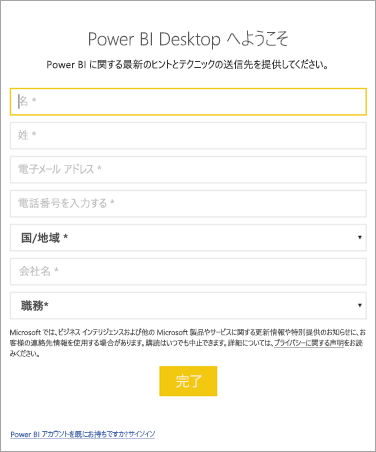 Power BI Desktop へようこそ
Power BI に関する最新のヒントとテクニックの送信先を提供してください。
名 *
姓 *
電子メール アドレス *
電話番号を入力する *
国/地域 *
会社名 *
職務*
Microsoft では、ビジネス インテリジェンスおよび他の Microsoft 製品やサービスに関する更新情報や特別提供のお知らせに、お
客様の連絡先情報を使用する場合があります。購読はいつでも中止できます。詳細については、プライバシーに関する声明をお読
みください。
完了
Power BI アカウントを既にお持ちですか?サインイン